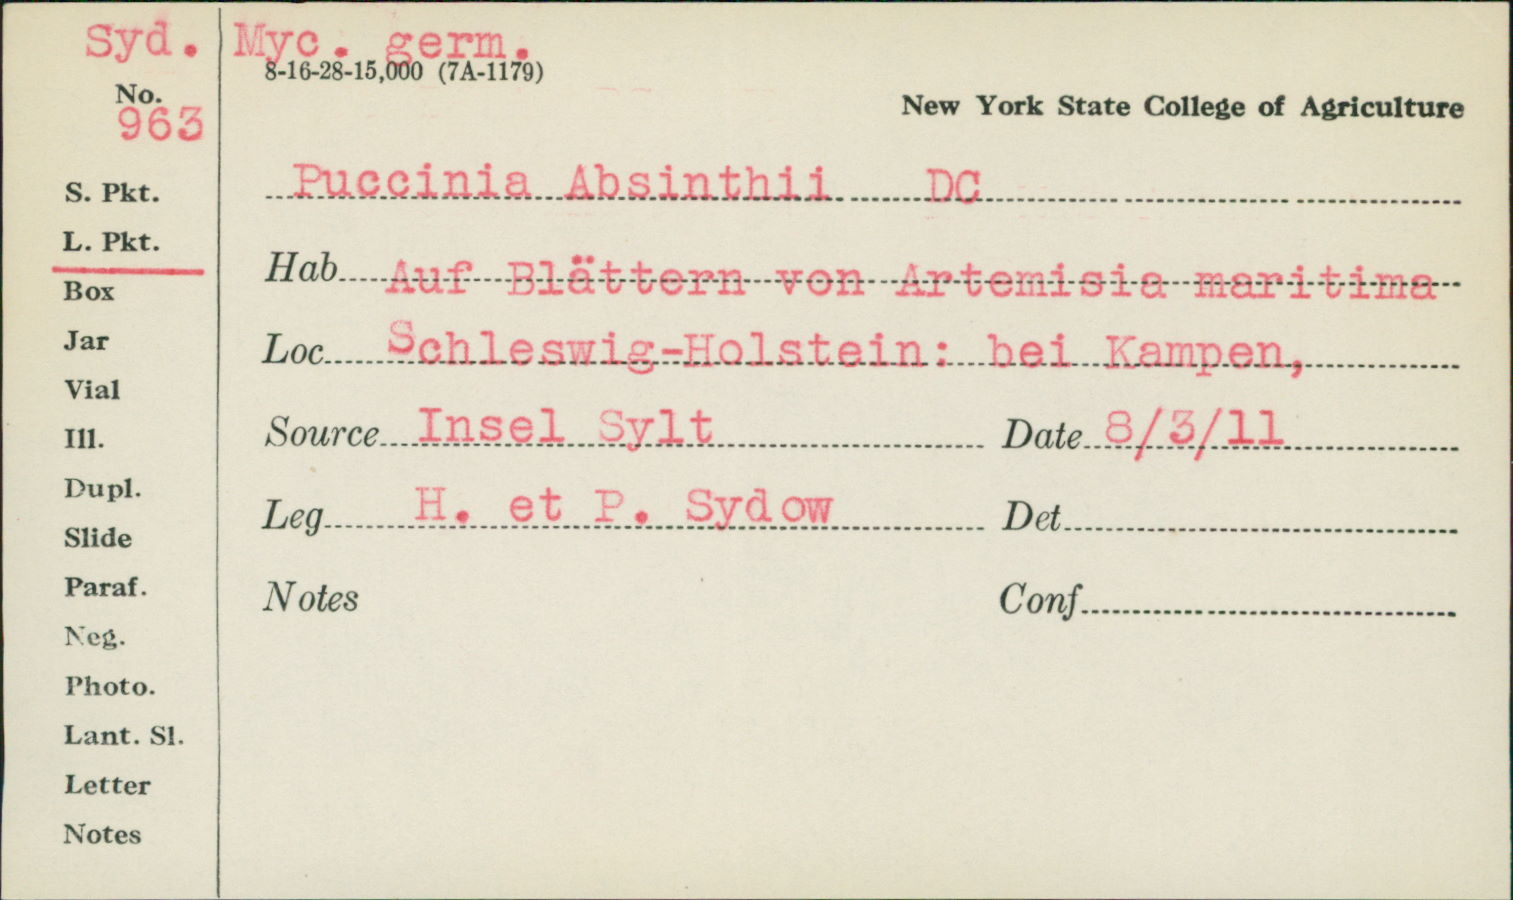 Syd. Myc. germ.
8-16-28-15,000 (7A-1179)
No.
963
New York State College of Agriculture
S. Pkt.
Puccinia Absinthii DC
L. Pkt.
Hab Auf Blättern von Artemisia maritima
Box
Jar
Loc Schleswig-Holstein: bei Kampen,
Vial
Ill.
Source Insel Sylt Date 8/3/11
Dupl.
Leg H. et P. Sydow Det
Slide
Paraf.
Notes Conf
Neg.
Photo.
Lant. Sl.
Letter
Notes